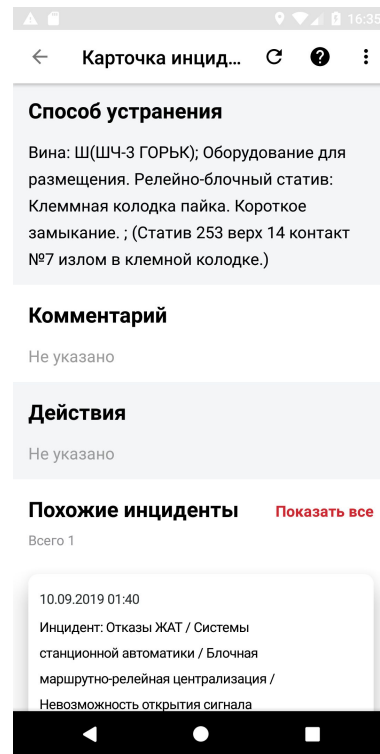 16:35
Карточка инцид...
Способ устранения
Вина: Ш(ШЧ-3 ГОРЬК); Оборудование для
размещения. Релейно-блочный статив:
Клеммная колодка пайка. Короткое
замыкание. ; (Статив 253 верх 14 контакт
№7 излом в клемной колодке.)
Комментарий
Не указано
Действия
Не указано
Похожие инциденты
Показать все
Всего 1
10.09.2019 01:40
Инцидент: Отказы ЖАТ / Системы
станционной автоматики / Блочная
маршрутно-релейная централизация /
Невозможность открытия сигнала